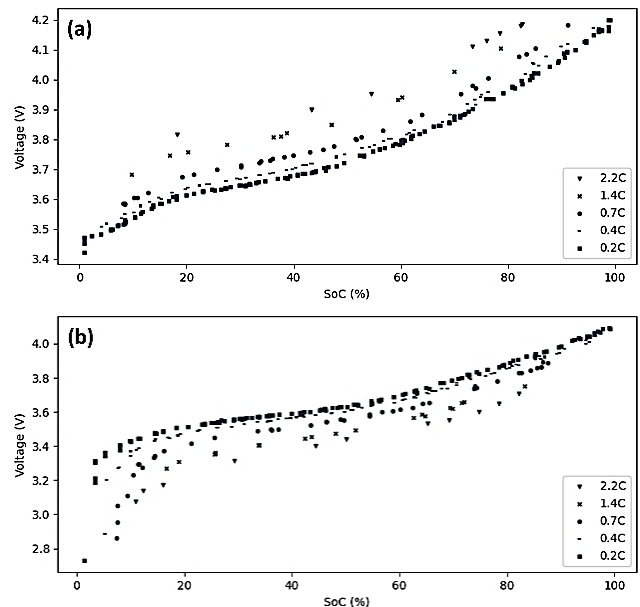 (a)
4.2
4.1
4.0
3.9
3.8
3.7
3.6
3.5
3.4
Voltage (V)
0 20 40 60 80 100
SoC (%)
2.2C
1.4C
0.7C
0.4C
0.2C
(b)
4.0
3.8
3.6
3.4
3.2
3.0
2.8
Voltage (V)
0 20 40 60 80 100
SoC (%)
2.2C
1.4C
0.7C
0.4C
0.2C